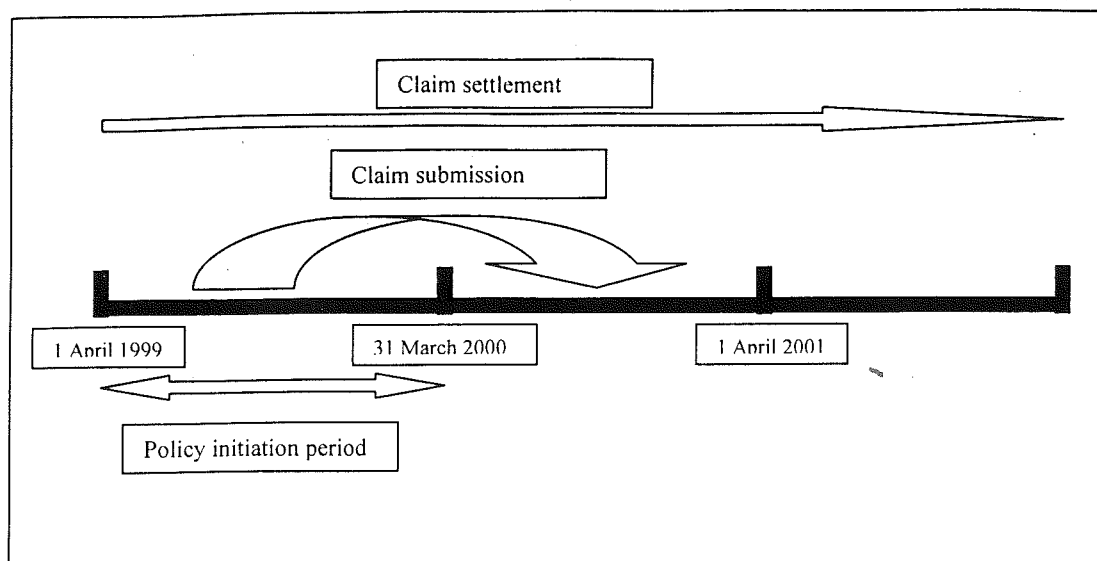 Claim settlement
Claim submission
1 April 1999
31 March 2000
1 April 2001
Policy initiation period